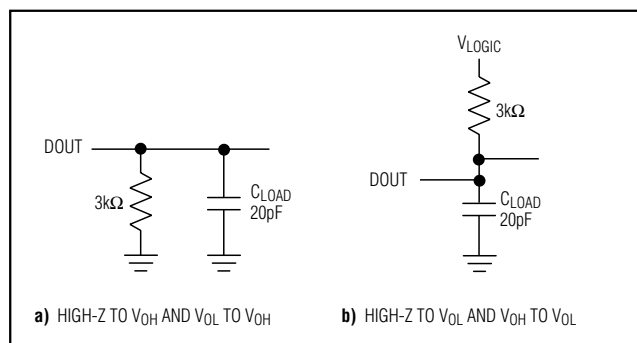 VLOGIC
3kΩ
DOUT
3kΩ
CLOAD
20pF
DOUT
CLOAD
20pF
a) HIGH-Z TO VOH AND VOL TO VOH
b) HIGH-Z TO VOL AND VOH TO VOL